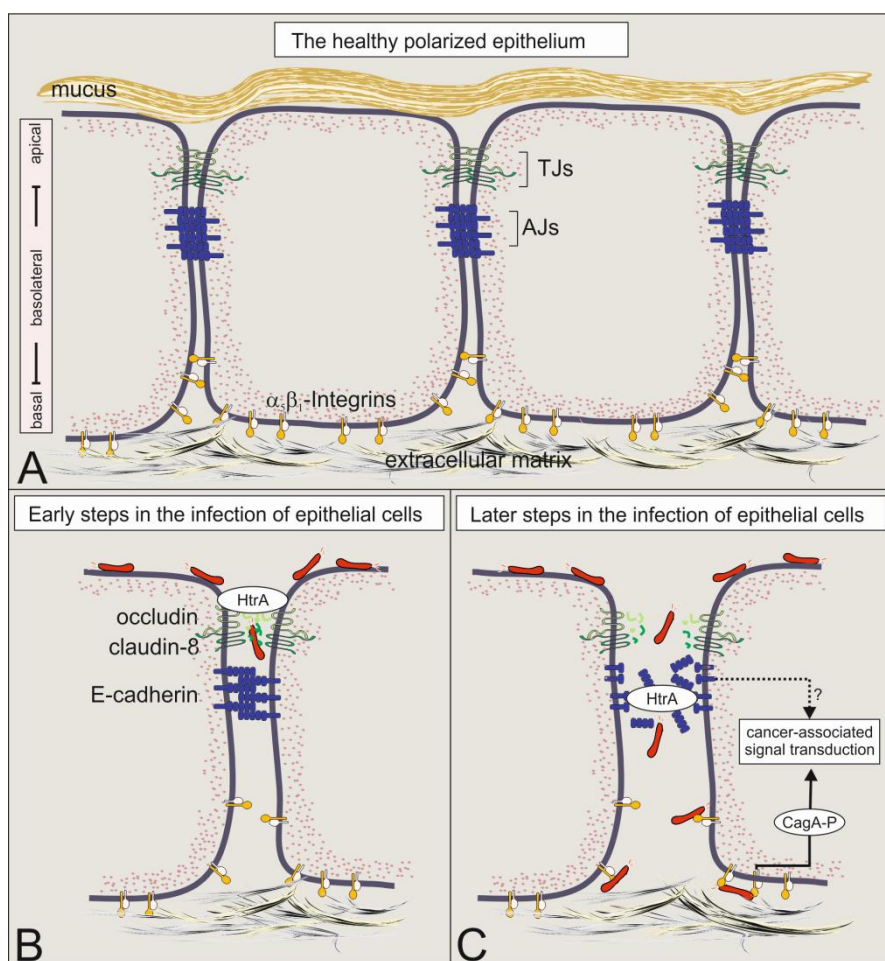 The healthy polarized epithelium
mucus
apical
TJs
AJs
basolateral
α5β1-Integrins
basal
extracellular matrix
A
Early steps in the infection of epithelial cells
HtrA
occludin
claudin-8
E-cadherin
B
Later steps in the infection of epithelial cells
HtrA
?
cancer-associated
signal transduction
CagA-P
C